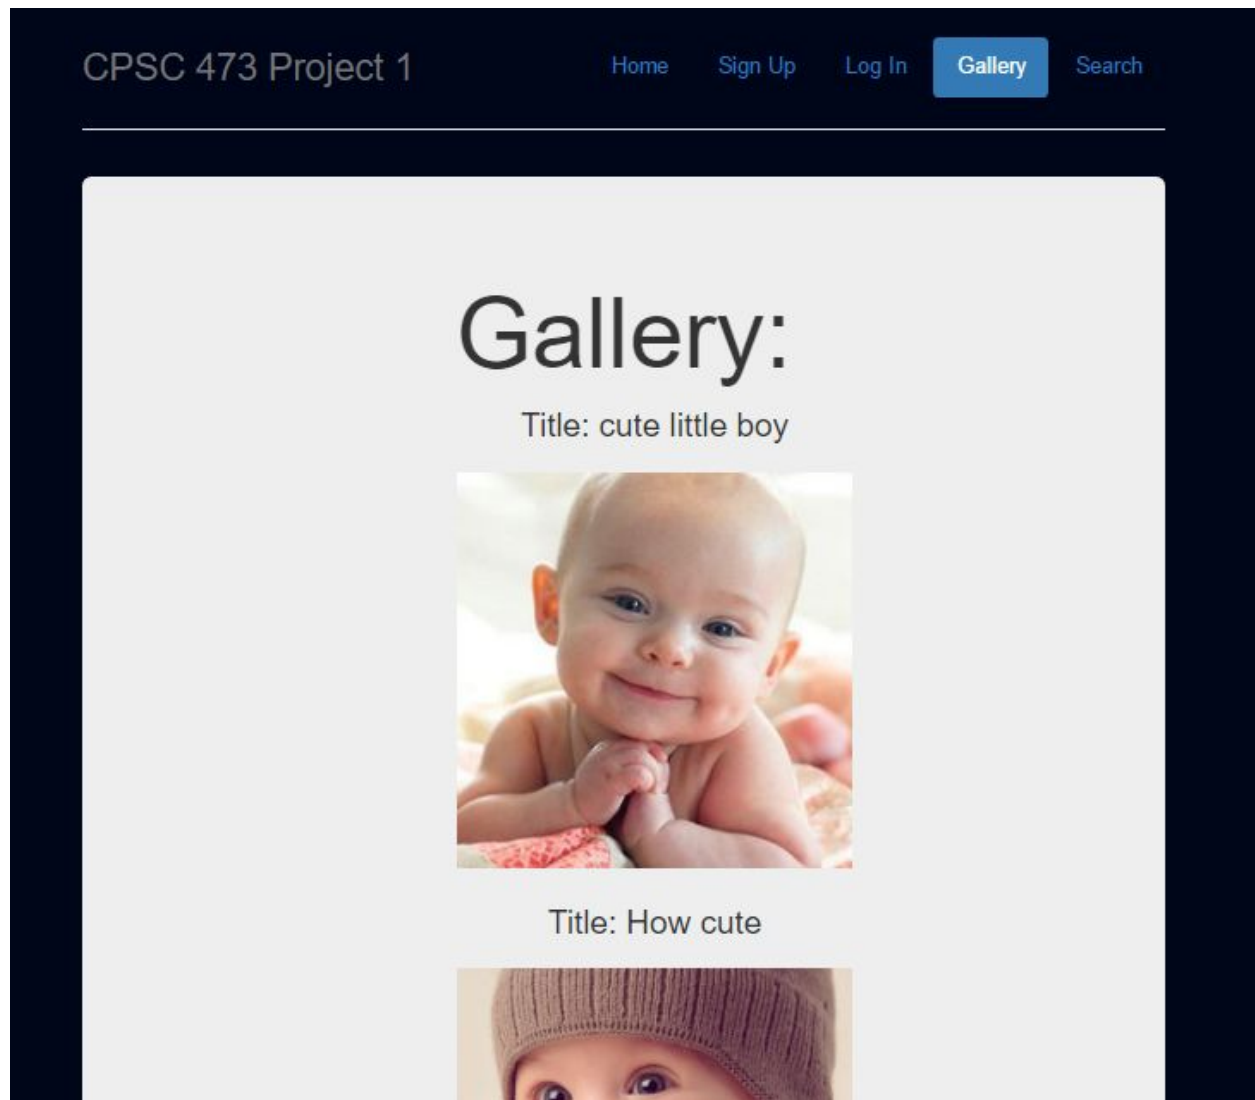 CPSC 473 Project 1 Home Sign Up Log In Gallery Search
Gallery:
Title: cute little boy
Title: How cute